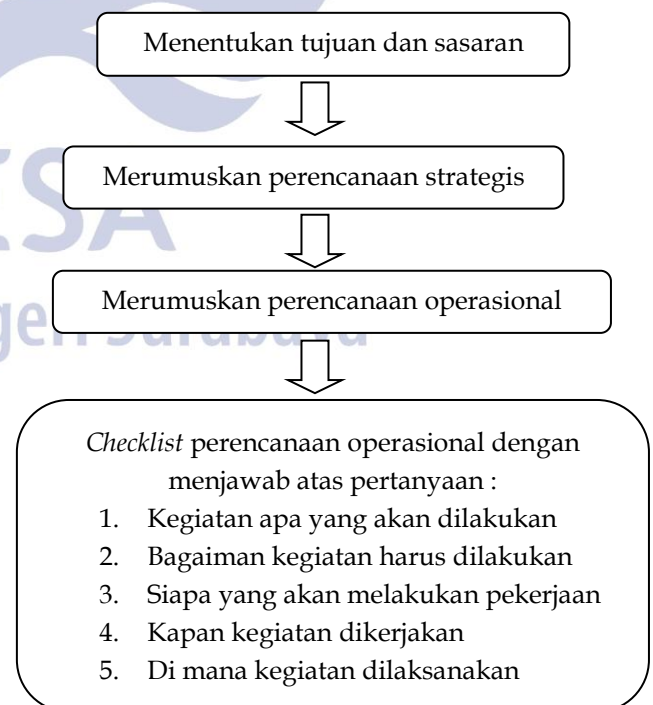 Menentukan tujuan dan sasaran
Merumuskan perencanaan strategis
Merumuskan perencanaan operasional
Checklist perencanaan operasional dengan
menjawab atas pertanyaan :
1. Kegiatan apa yang akan dilakukan
2. Bagaiman kegiatan harus dilakukan
3. Siapa yang akan melakukan pekerjaan
4. Kapan kegiatan dikerjakan
5. Di mana kegiatan dilaksanakan